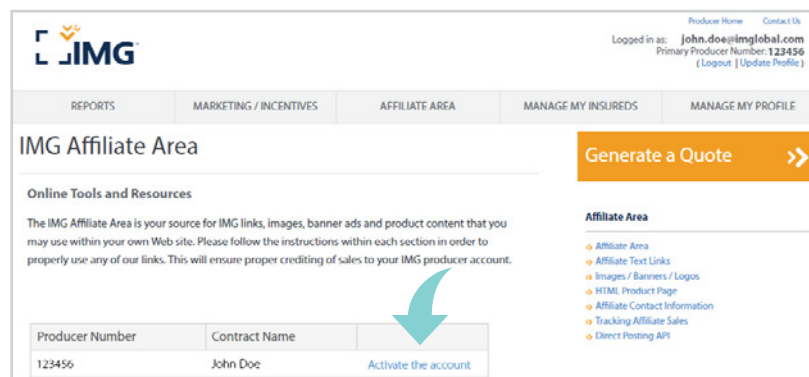 Producer Home Contact Us
IMG
Logged in as: john.doe@imglobal.com
Primary Producer Number: 123456
( Logout | Update Profile )
REPORTS MARKETING / INCENTIVES AFFILIATE AREA MANAGE MY INSUREDS MANAGE MY PROFILE
IMG Affiliate Area
Online Tools and Resources
The IMG Affiliate Area is your source for IMG links, images, banner ads and product content that you
may use within your own Web site. Please follow the instructions within each section in order to
properly use any of our links. This will ensure proper crediting of sales to your IMG producer account.
Producer Number Contract Name
123456 John Doe Activate the account
Generate a Quote
Affiliate Area
Affiliate Area
Affiliate Text Links
Images / Banners / Logos
HTML Product Page
Affiliate Contact Information
Tracking Affiliate Sales
Direct Posting API